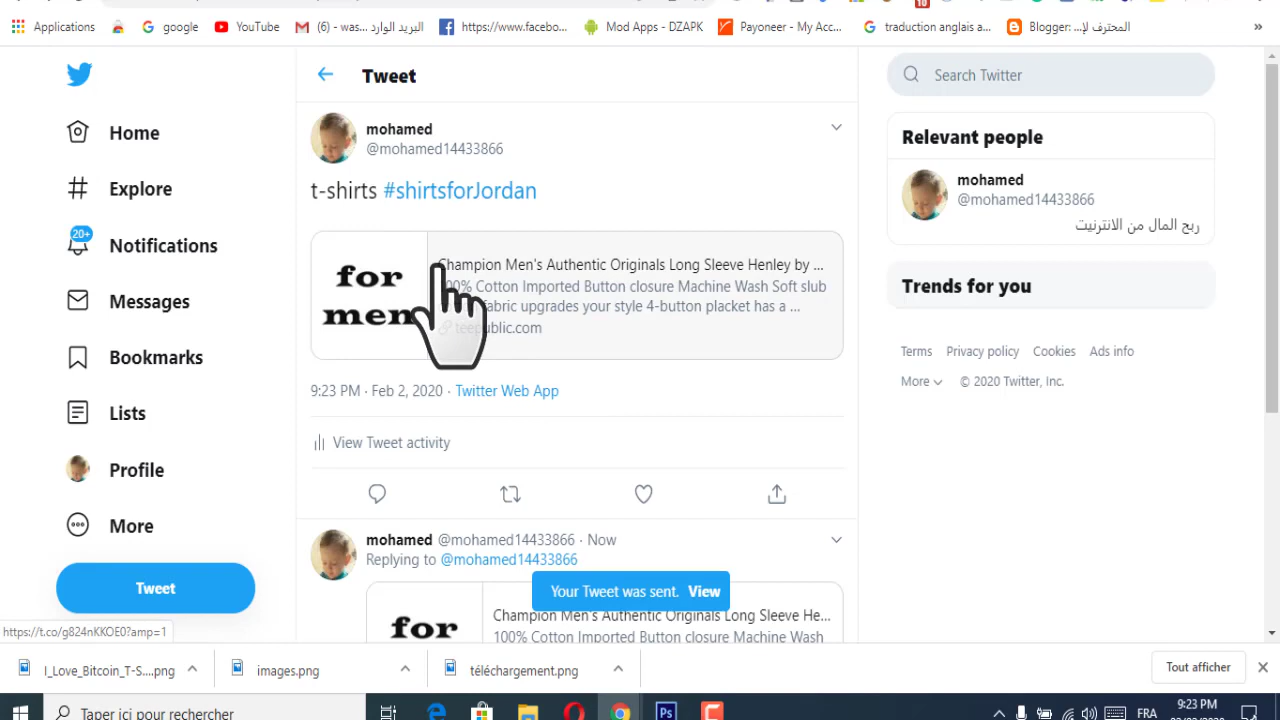 Applications
google
YouTube
(6) - was... البريد الوارد
https://www.facebo...
Mod Apps - DZAPK
Payoneer - My Acc...
traduction anglais a...
Blogger: المحترف لإ...
»
10
Tweet
Search Twitter
Home
Explore
20+
Notifications
Messages
Bookmarks
Lists
Profile
More
Tweet
mohamed
@mohamed14433866
t-shirts #shirtsforJordan
for
men
Champion Men's Authentic Originals Long Sleeve Henley by ...
Cotton Imported Button closure Machine Wash Soft slub
fabric upgrades your style 4-button placket has a ...
teepublic.com
9:23 PM · Feb 2, 2020 · Twitter Web App
View Tweet activity
mohamed @mohamed14433866 · Now
Replying to @mohamed14433866
for
Champion Men's Authentic Originals Long Sleeve He...
100% Cotton Imported Button closure Machine Wash
Your Tweet was sent. View
Relevant people
mohamed
@mohamed14433866
ربح المال من الانترنيت
Trends for you
Terms Privacy policy Cookies Ads info
More © 2020 Twitter, Inc.
https://t.co/g824nKKOE0?amp=1
I_Love_Bitcoin_T-S....png
images.png
téléchargement.png
Tout afficher
Taper ici pour rechercher
FRA
9:23 PM